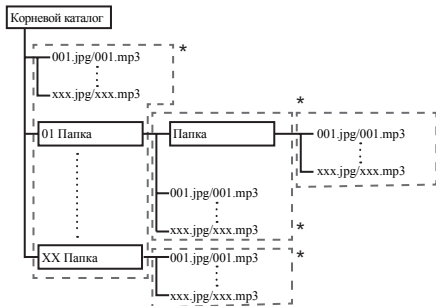 Корневой каталог
*
001.jpg/001.mp3
xxx.jpg/xxx.mp3
*
01 Папка
Папка
001.jpg/001.mp3
xxx.jpg/xxx.mp3
001.jpg/001.mp3
xxx.jpg/xxx.mp3
*
XX Папка
001.jpg/001.mp3
*
xxx.jpg/xxx.mp3